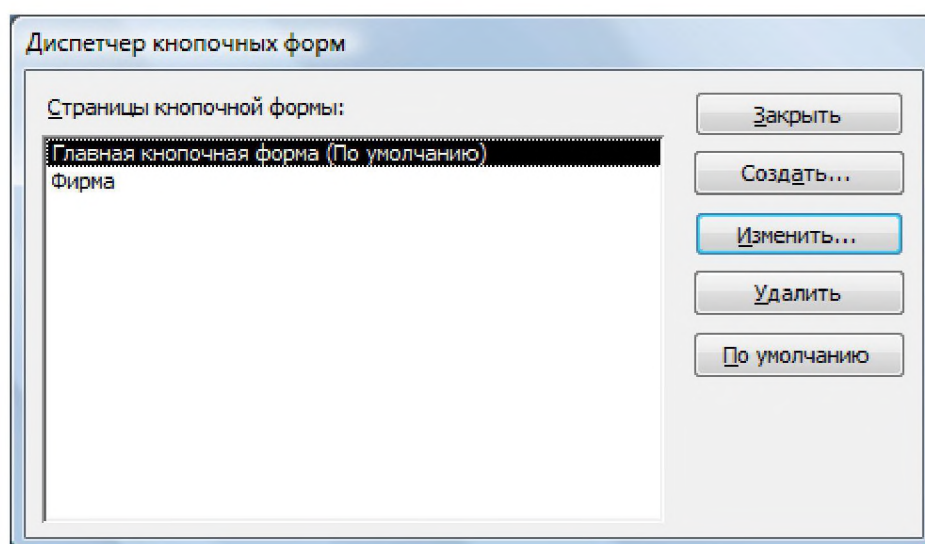 Диспетчер кнопочных форм
Страницы кнопочной формы:
Главная кнопочная форма (По умолчанию)
Фирма
Закрыть
Создать...
Изменить...
Удалить
По умолчанию